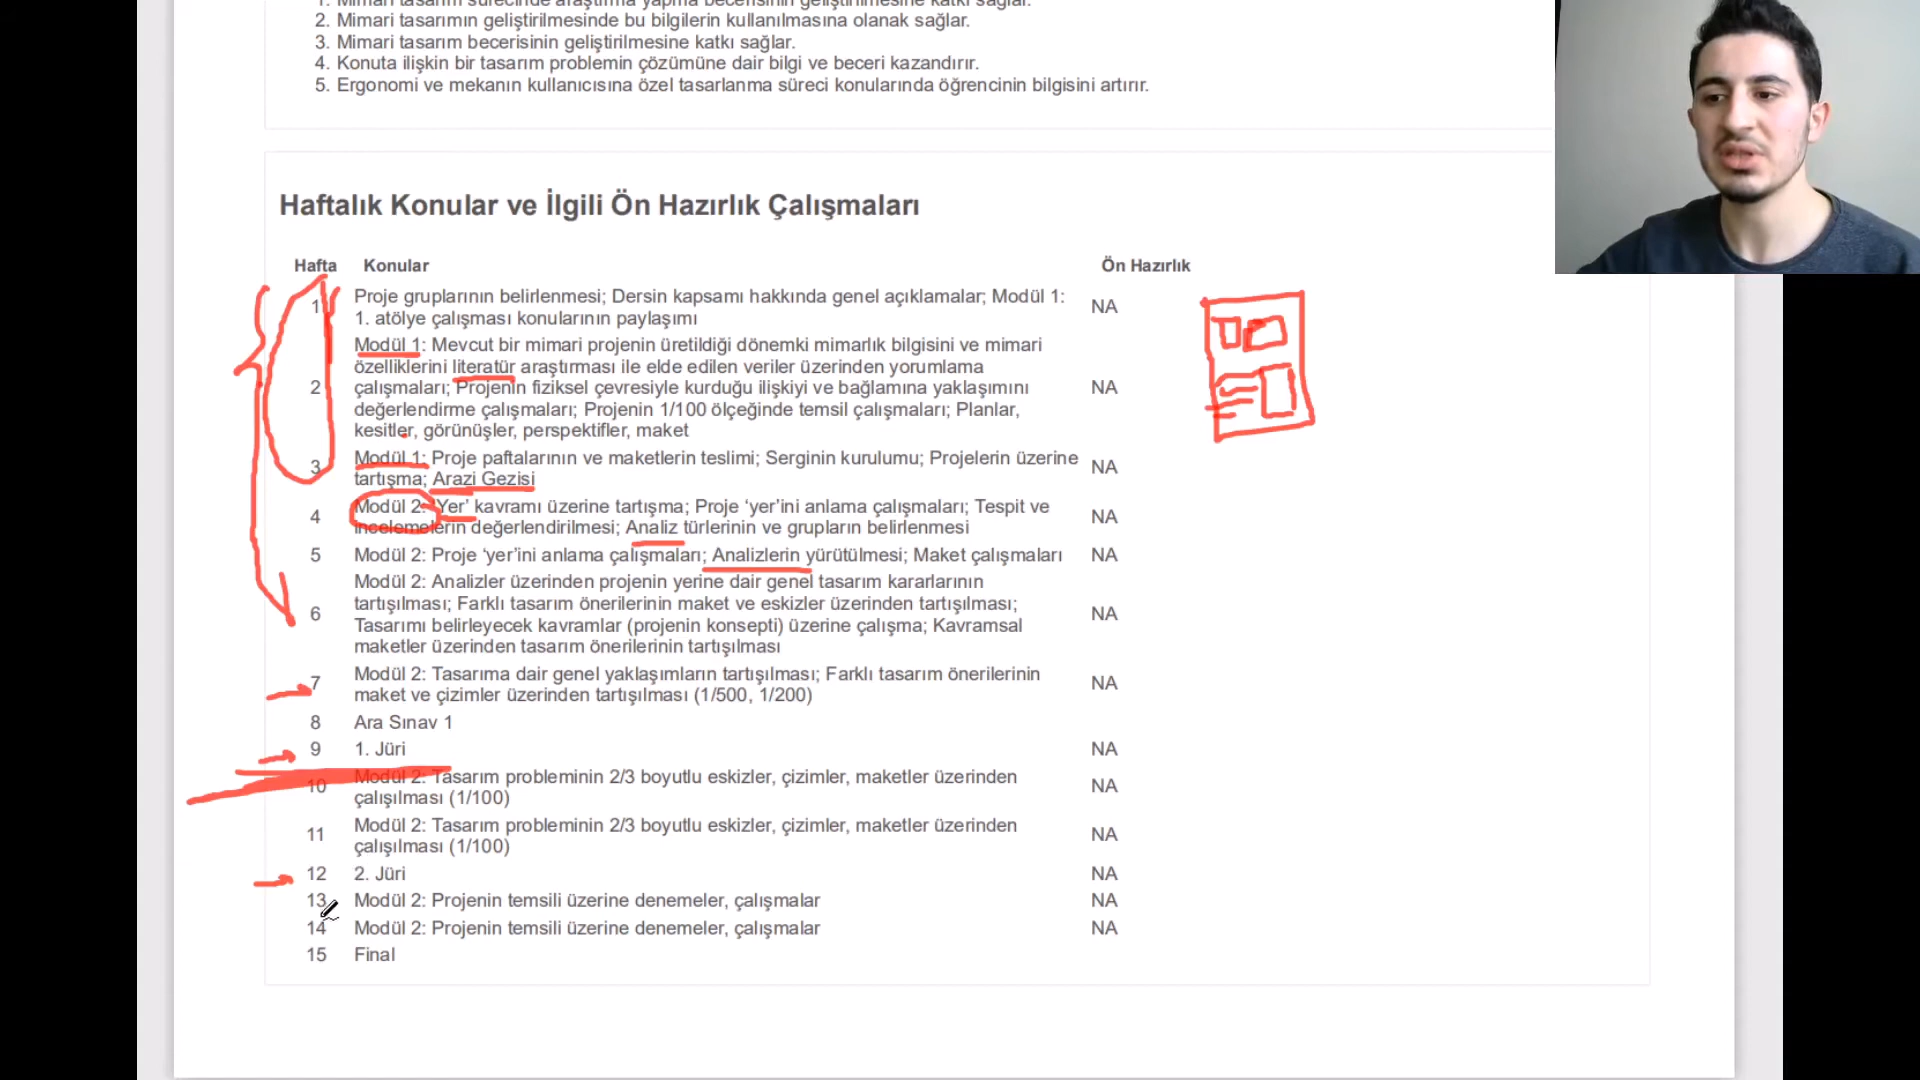 1. Mimari tasarım sürecinde araştırma yapma becerisinin geliştirilmesine katkı sağlar.
2. Mimari tasarımın geliştirilmesinde bu bilgilerin kullanılmasına olanak sağlar.
3. Mimari tasarım becerisinin geliştirilmesine katkı sağlar.
4. Konuta ilişkin bir tasarım problemin çözümüne dair bilgi ve beceri kazandırır.
5. Ergonomi ve mekanın kullanıcısına özel tasarlanma süreci konularında öğrencinin bilgisini artırır.
Haftalık Konular ve İlgili Ön Hazırlık Çalışmaları
Hafta Konular Ön Hazırlık
1 Proje gruplarının belirlenmesi; Dersin kapsamı hakkında genel açıklamalar; Modül 1: NA
1. atölye çalışması konularının paylaşımı
Modül 1: Mevcut bir mimari projenin üretildiği dönemki mimarlık bilgisini ve mimari
özelliklerini literatür araştırması ile elde edilen veriler üzerinden yorumlama
2 çalışmaları; Projenin fiziksel çevresiyle kurduğu ilişkiyi ve bağlamına yaklaşımını NA
değerlendirme çalışmaları; Projenin 1/100 ölçeğinde temsil çalışmaları; Planlar,
kesitler, görünüşler, perspektifler, maket
3 Modül 1: Proje paftalarının ve maketlerin teslimi; Serginin kurulumu; Projelerin üzerine NA
tartışma; Arazi Gezisi
4 Modül 2: 'Yer' kavramı üzerine tartışma; Proje 'yer'ini anlama çalışmaları; Tespit ve NA
incelemelerin değerlendirilmesi; Analiz türlerinin ve grupların belirlenmesi
5 Modül 2: Proje 'yer'ini anlama çalışmaları; Analizlerin yürütülmesi; Maket çalışmaları NA
Modül 2: Analizler üzerinden projenin yerine dair genel tasarım kararlarının
6 tartışılması; Farklı tasarım önerilerinin maket ve eskizler üzerinden tartışılması; NA
Tasarımı belirleyecek kavramlar (projenin konsepti) üzerine çalışma; Kavramsal
maketler üzerinden tasarım önerilerinin tartışılması
7 Modül 2: Tasarıma dair genel yaklaşımların tartışılması; Farklı tasarım önerilerinin NA
maket ve çizimler üzerinden tartışılması (1/500, 1/200)
8 Ara Sınav 1
9 1. Jüri NA
10 Modül 2: Tasarım probleminin 2/3 boyutlu eskizler, çizimler, maketler üzerinden NA
çalışılması (1/100)
11 Modül 2: Tasarım probleminin 2/3 boyutlu eskizler, çizimler, maketler üzerinden NA
çalışılması (1/100)
12 2. Jüri NA
13 Modül 2: Projenin temsili üzerine denemeler, çalışmalar NA
14 Modül 2: Projenin temsili üzerine denemeler, çalışmalar NA
15 Final